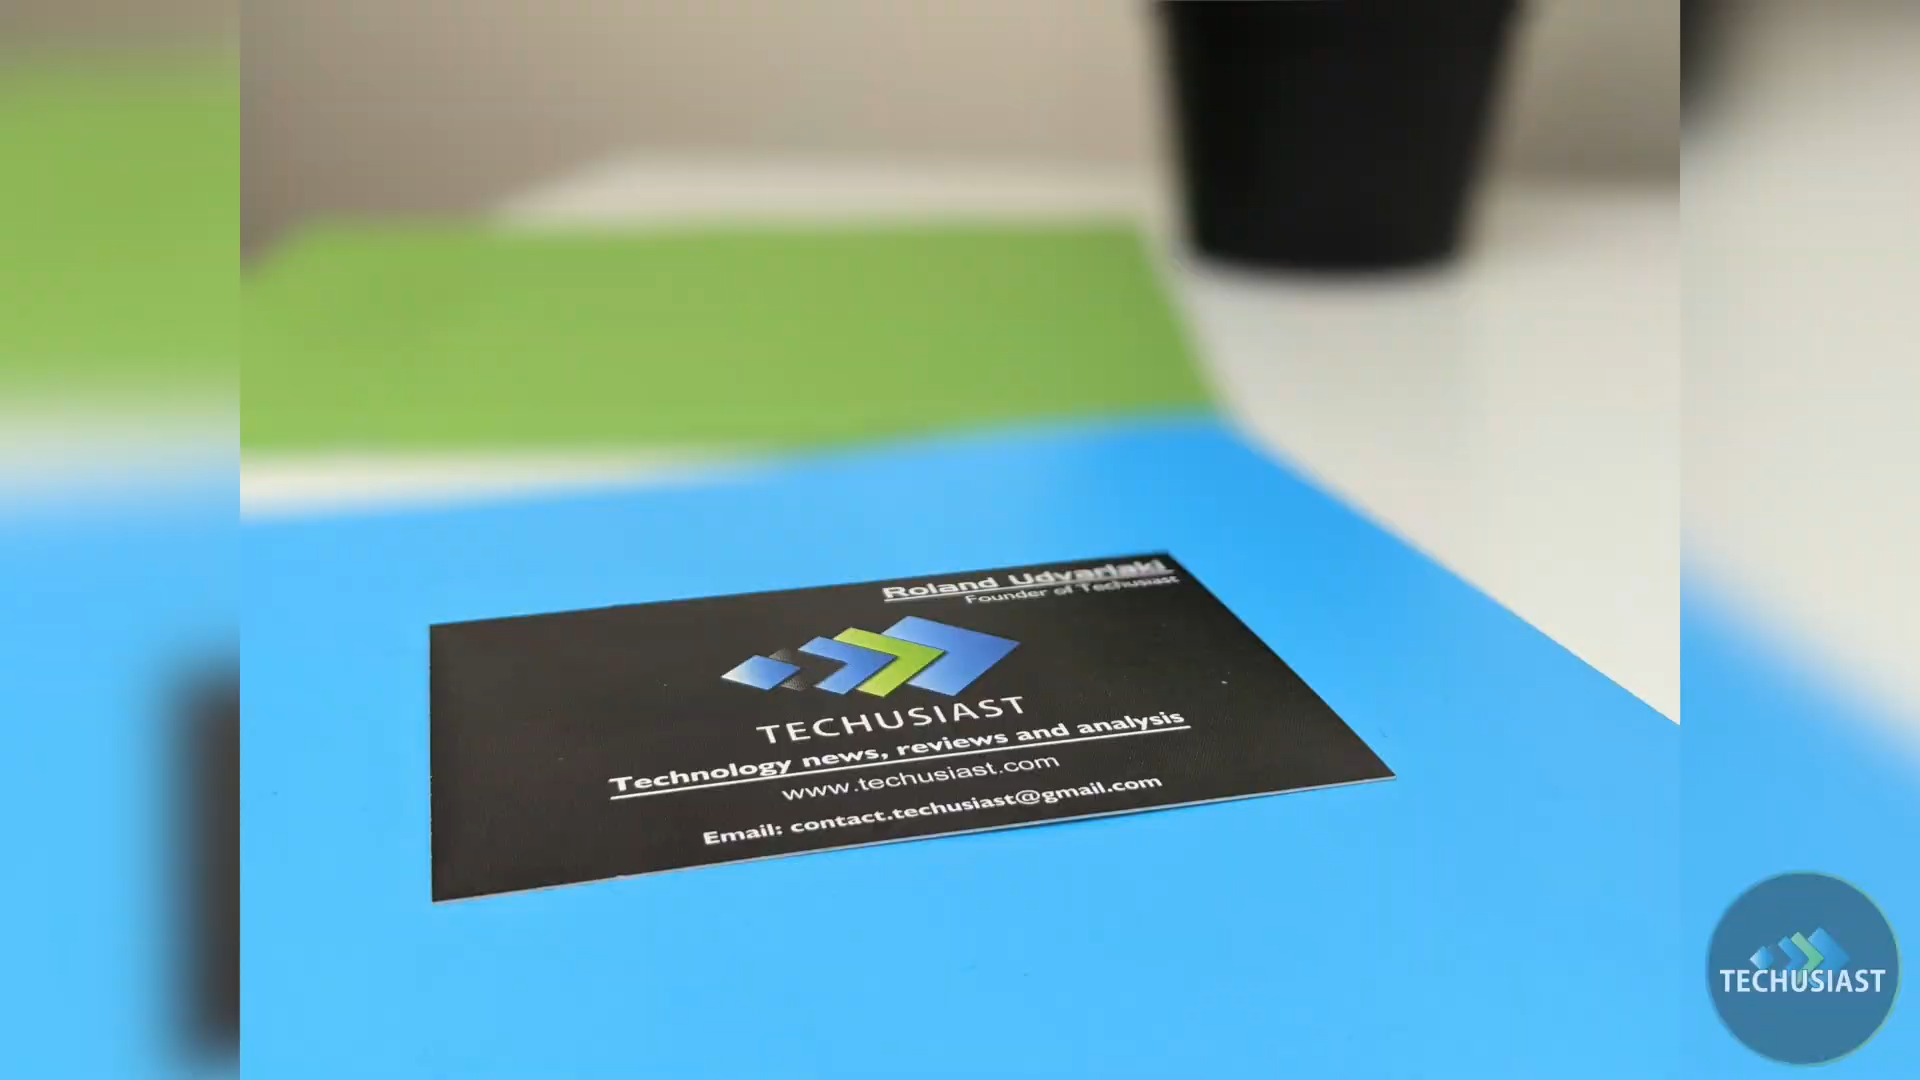 Roland Udvarlaki
Founder of Techusiast
TECHUSIAST
Technology news, reviews and analysis
www.techusiast.com
Email: contact.techusiast@gmail.com
TECHUSIAST